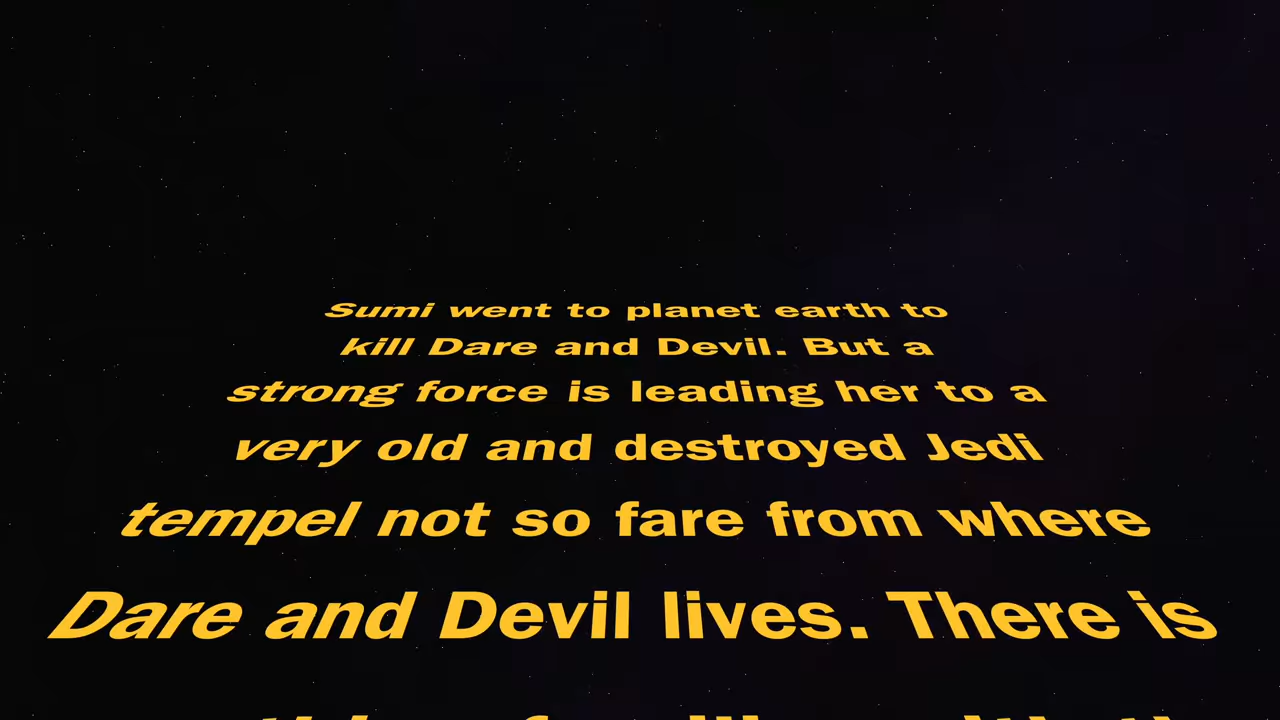 Sumi went to planet earth to
kill Dare and Devil. But a
strong force is leading her to a
very old and destroyed Jedi
tempel not so fare from where
Dare and Devil lives. There is